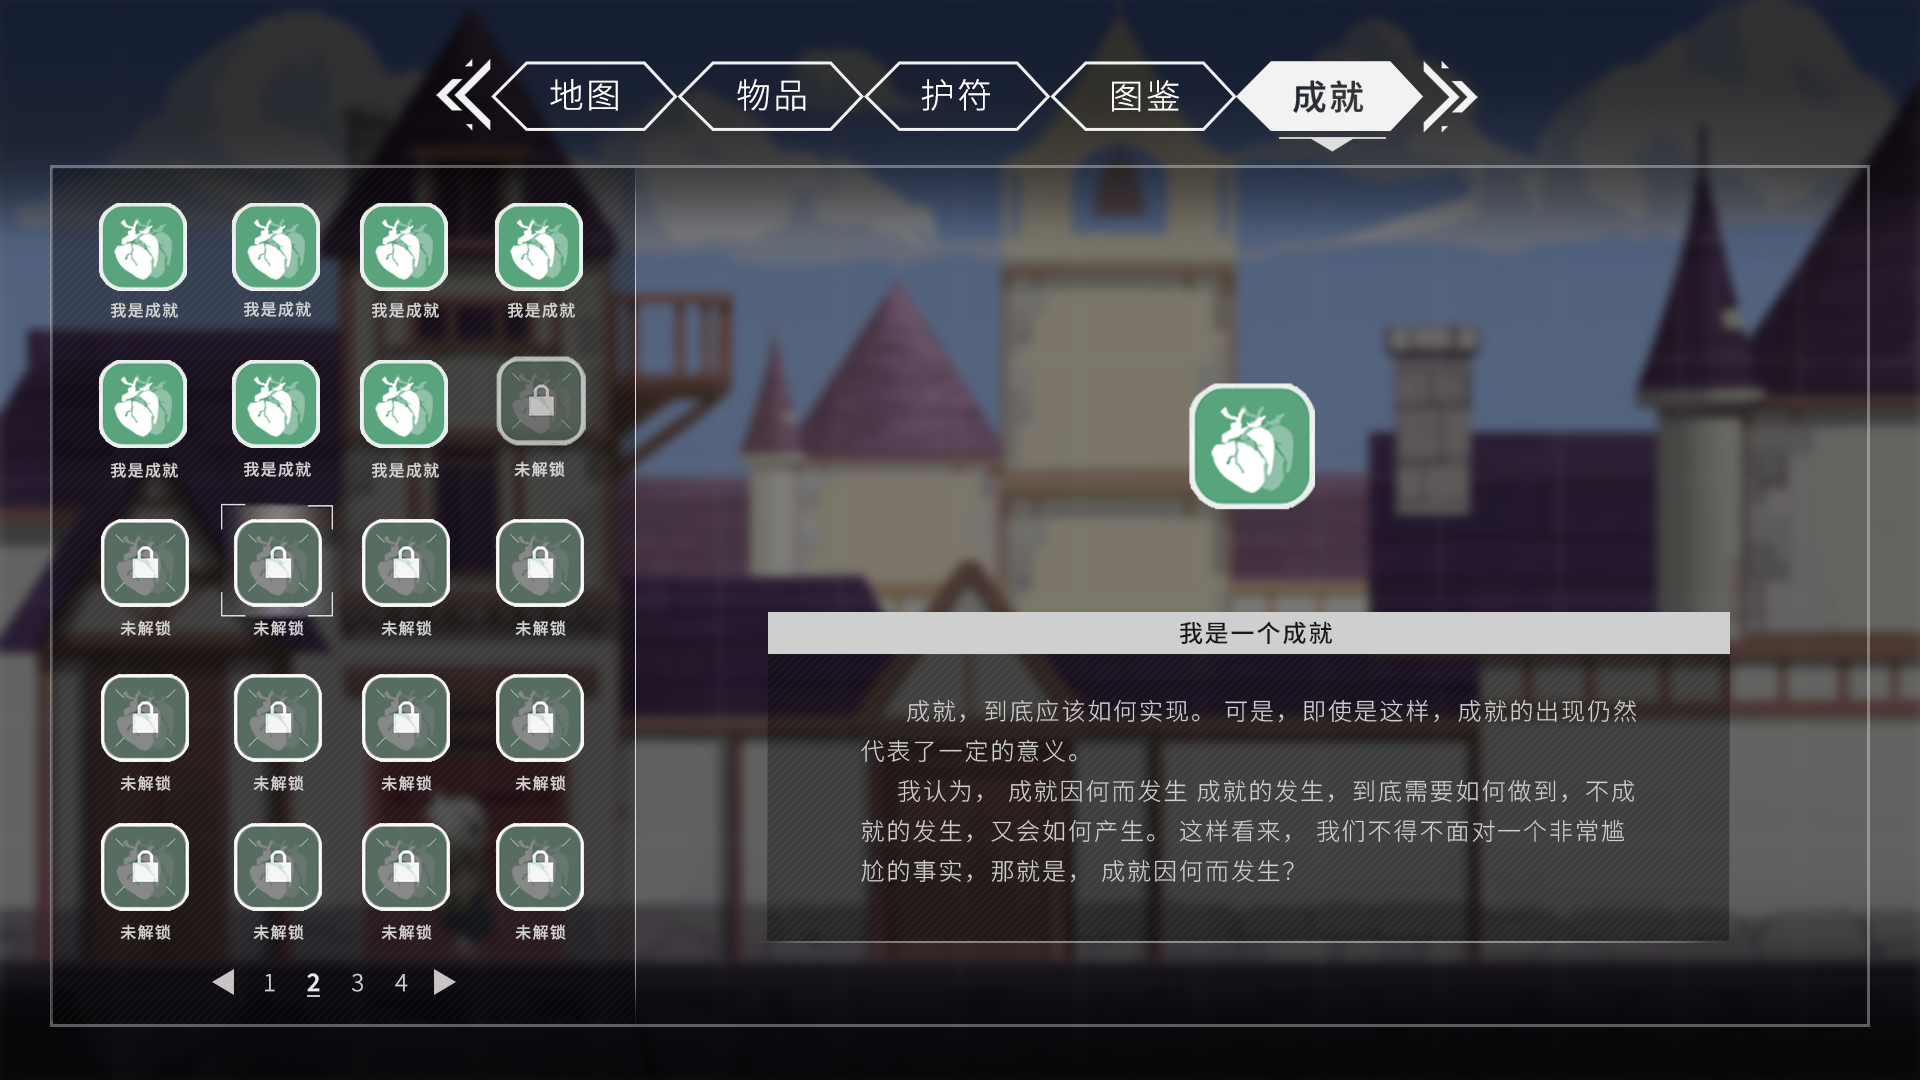 地图 物品 护符 图鉴 成就
我是成就 我是成就 我是成就 我是成就
我是成就 我是成就 我是成就 未解锁
未解锁 未解锁 未解锁 未解锁
未解锁 未解锁 未解锁 未解锁
未解锁 未解锁 未解锁 未解锁
1 2 3 4
我是一个成就
成就，到底应该如何实现。 可是，即使是这样，成就的出现仍然
代表了一定的意义。
我认为， 成就因何而发生 成就的发生，到底需要如何做到，不成
就的发生，又会如何产生。 这样看来， 我们不得不面对一个非常尴
尬的事实，那就是， 成就因何而发生？